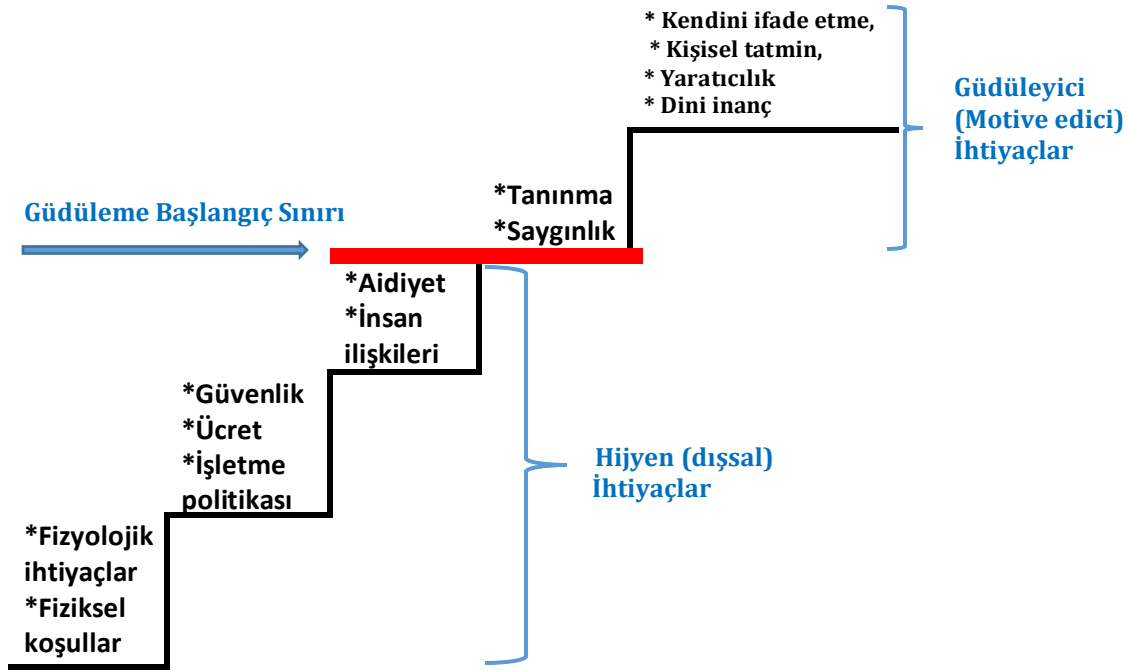 * Kendini ifade etme,
* Kişisel tatmin,
* Yaratıcılık
* Dini inanç
Güdüleyici
(Motive edici)
İhtiyaçlar
*Tanınma
*Saygınlık
Güdüleme Başlangıç Sınırı
*Aidiyet
*İnsan
ilişkileri
*Güvenlik
*Ücret
*İşletme
politikası
Hijyen (dışsal)
İhtiyaçlar
*Fizyolojik
ihtiyaçlar
*Fiziksel
koşullar